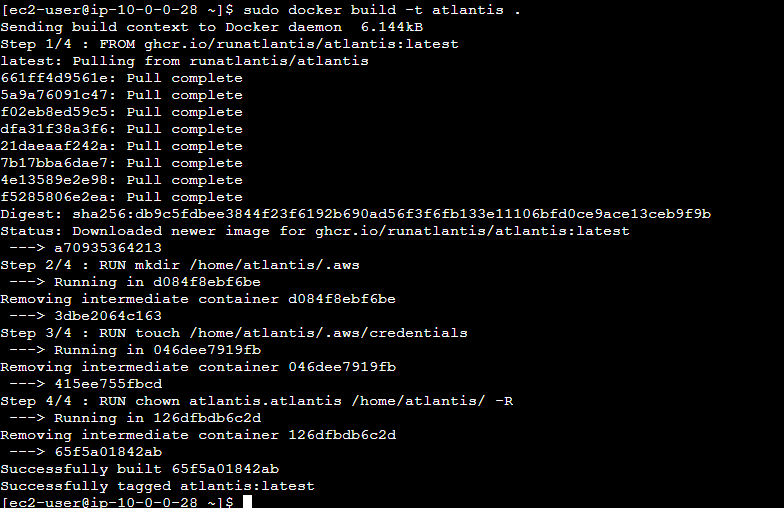 [ec2-user@ip-10-0-0-28 ~]$ sudo docker build -t atlantis .
Sending build context to Docker daemon  6.144kB
Step 1/4 : FROM ghcr.io/runatlantis/atlantis:latest
latest: Pulling from runatlantis/atlantis
661ff4d9561e: Pull complete
5a9a76091c47: Pull complete
f02eb8ed59c5: Pull complete
dfa31f38a3f6: Pull complete
21daeaaf242a: Pull complete
7b17bba6dae7: Pull complete
4e13589e2e98: Pull complete
f5285806e2ea: Pull complete
Digest: sha256:db9c5fdbee3844f23f6192b690ad56f3f6fb133e11106bfd0ce9ace13ceb9f9b
Status: Downloaded newer image for ghcr.io/runatlantis/atlantis:latest
 ---> a70935364213
Step 2/4 : RUN mkdir /home/atlantis/.aws
 ---> Running in d084f8ebf6be
Removing intermediate container d084f8ebf6be
 ---> 3dbe2064c163
Step 3/4 : RUN touch /home/atlantis/.aws/credentials
 ---> Running in 046dee7919fb
Removing intermediate container 046dee7919fb
 ---> 415ee755fbcd
Step 4/4 : RUN chown atlantis.atlantis /home/atlantis/ -R
 ---> Running in 126dfbdb6c2d
Removing intermediate container 126dfbdb6c2d
 ---> 65f5a01842ab
Successfully built 65f5a01842ab
Successfully tagged atlantis:latest
[ec2-user@ip-10-0-0-28 ~]$